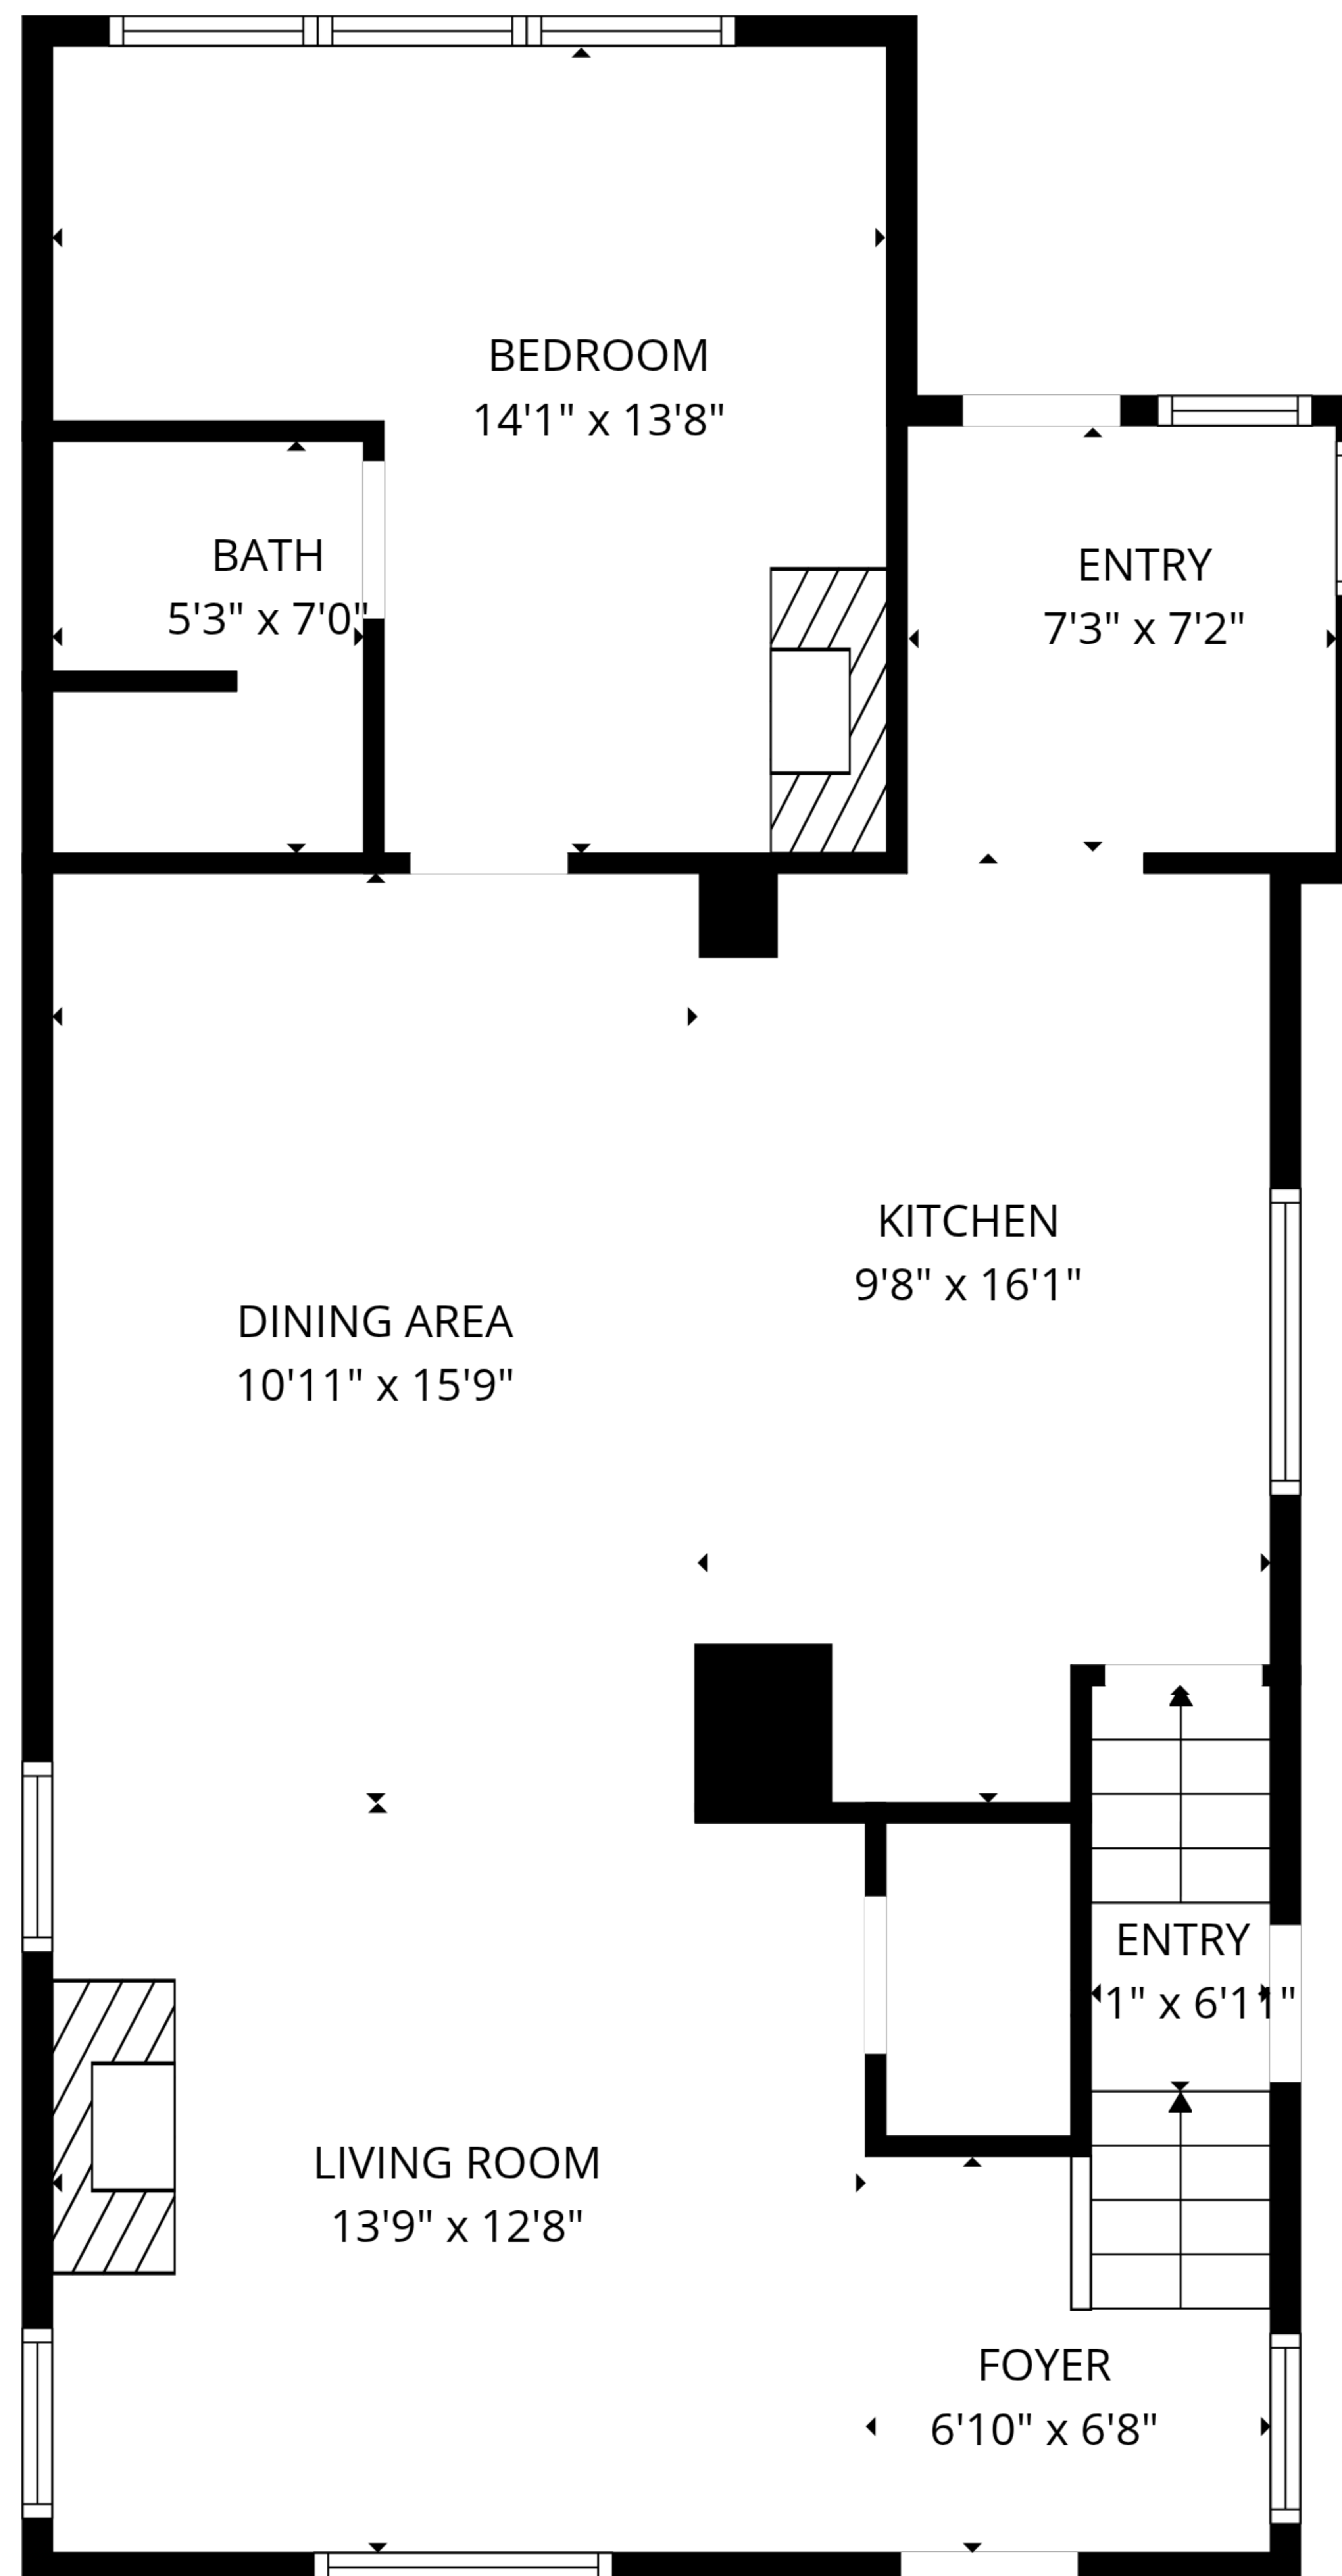 BEDROOM
14'1" x 13'8"
BATH
5'3" x 7'0"
ENTRY
7'3" x 7'2"
KITCHEN
9'8" x 16'1"
DINING AREA
10'11" x 15'9"
ENTRY
1" x 6'11"
LIVING ROOM
13'9" x 12'8"
FOYER
6'10" x 6'8"